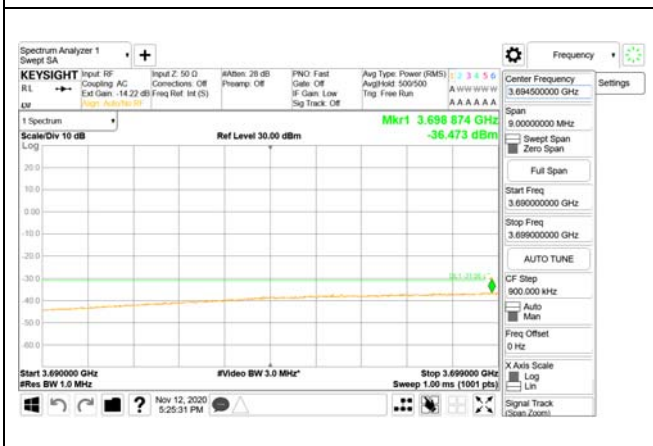 Spectrum Analyzer 1
Swept SA
Frequency
KEYSIGHT
Input: RF
Input Z: 50 Ω
#Atten: 28 dB
PNO: Fast
Avg Type: Power (RMS)
1 2 3 4 5 6
RL
Coupling: AC
Corrections: Off
Preamp: Off
Gate: Off
Avg|Hold: 500/500
A W W W W W
Ext Gain: -14.22 dB
Freq Ref: Int (S)
IF Gain: Low
Trig: Free Run
Align: Auto/No RF
Sig Track: Off
A A A A A A
1 Spectrum
Mkr1 3.698 874 GHz
Scale/Div 10 dB
Ref Level 30.00 dBm
-36.473 dBm
Log
20.0
10.0
0.00
-10.0
-20.0
-30.0
-40.0
-50.0
-60.0
Start 3.690000 GHz
#Video BW 3.0 MHz*
Stop 3.699000 GHz
#Res BW 1.0 MHz
Sweep 1.00 ms (1001 pts)
Nov 12, 2020
5:25:31 PM
Center Frequency
3.694500000 GHz
Settings
Span
9.00000000 MHz
Swept Span
Zero Span
Full Span
Start Freq
3.690000000 GHz
Stop Freq
3.699000000 GHz
AUTO TUNE
CF Step
900.000 kHz
Auto
Man
Freq Offset
0 Hz
X Axis Scale
Log
Lin
Signal Track
(Span Zoom)